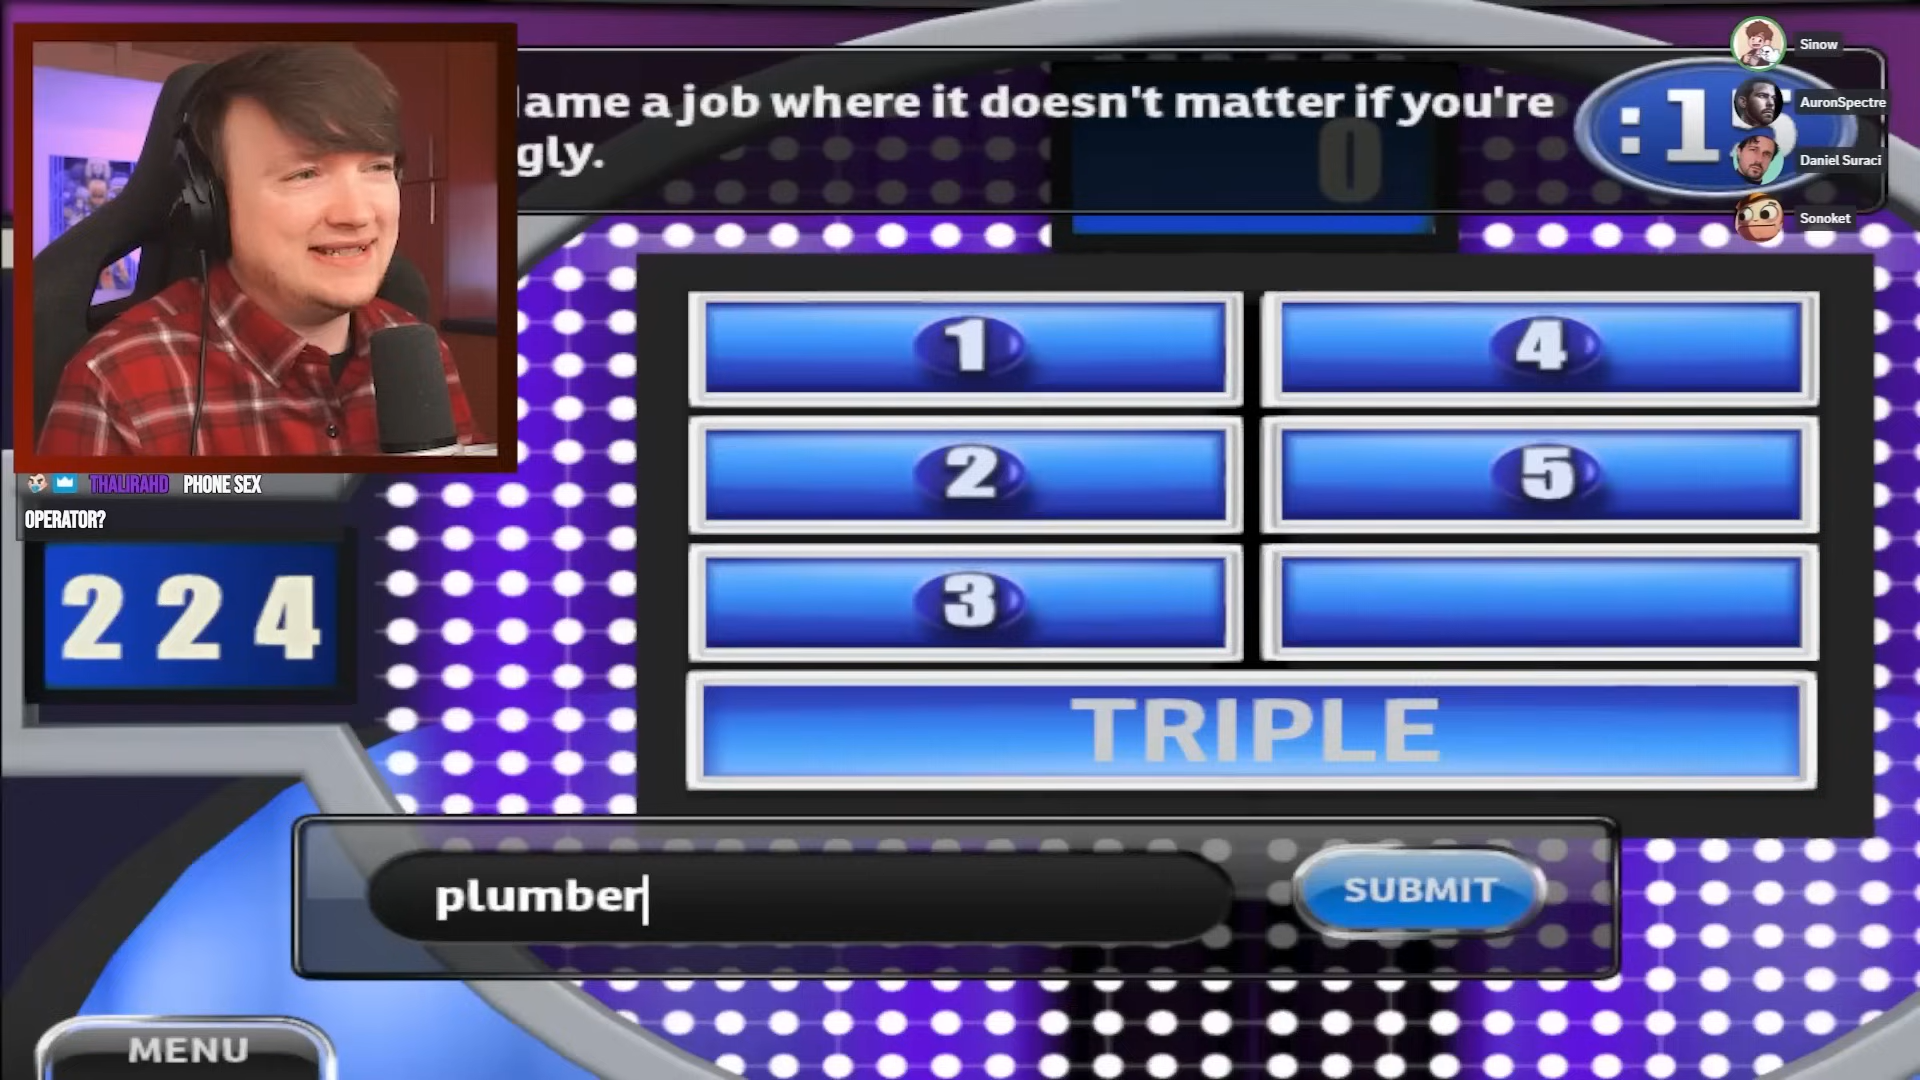 ame a job where it doesn't matter if you're
gly.
0
Sinow
AuronSpectre
Daniel Suraci
Sonoket
1
4
2
5
3
TRIPLE
THALIRAHD PHONE SEX
OPERATOR?
224
plumber
SUBMIT
MENU